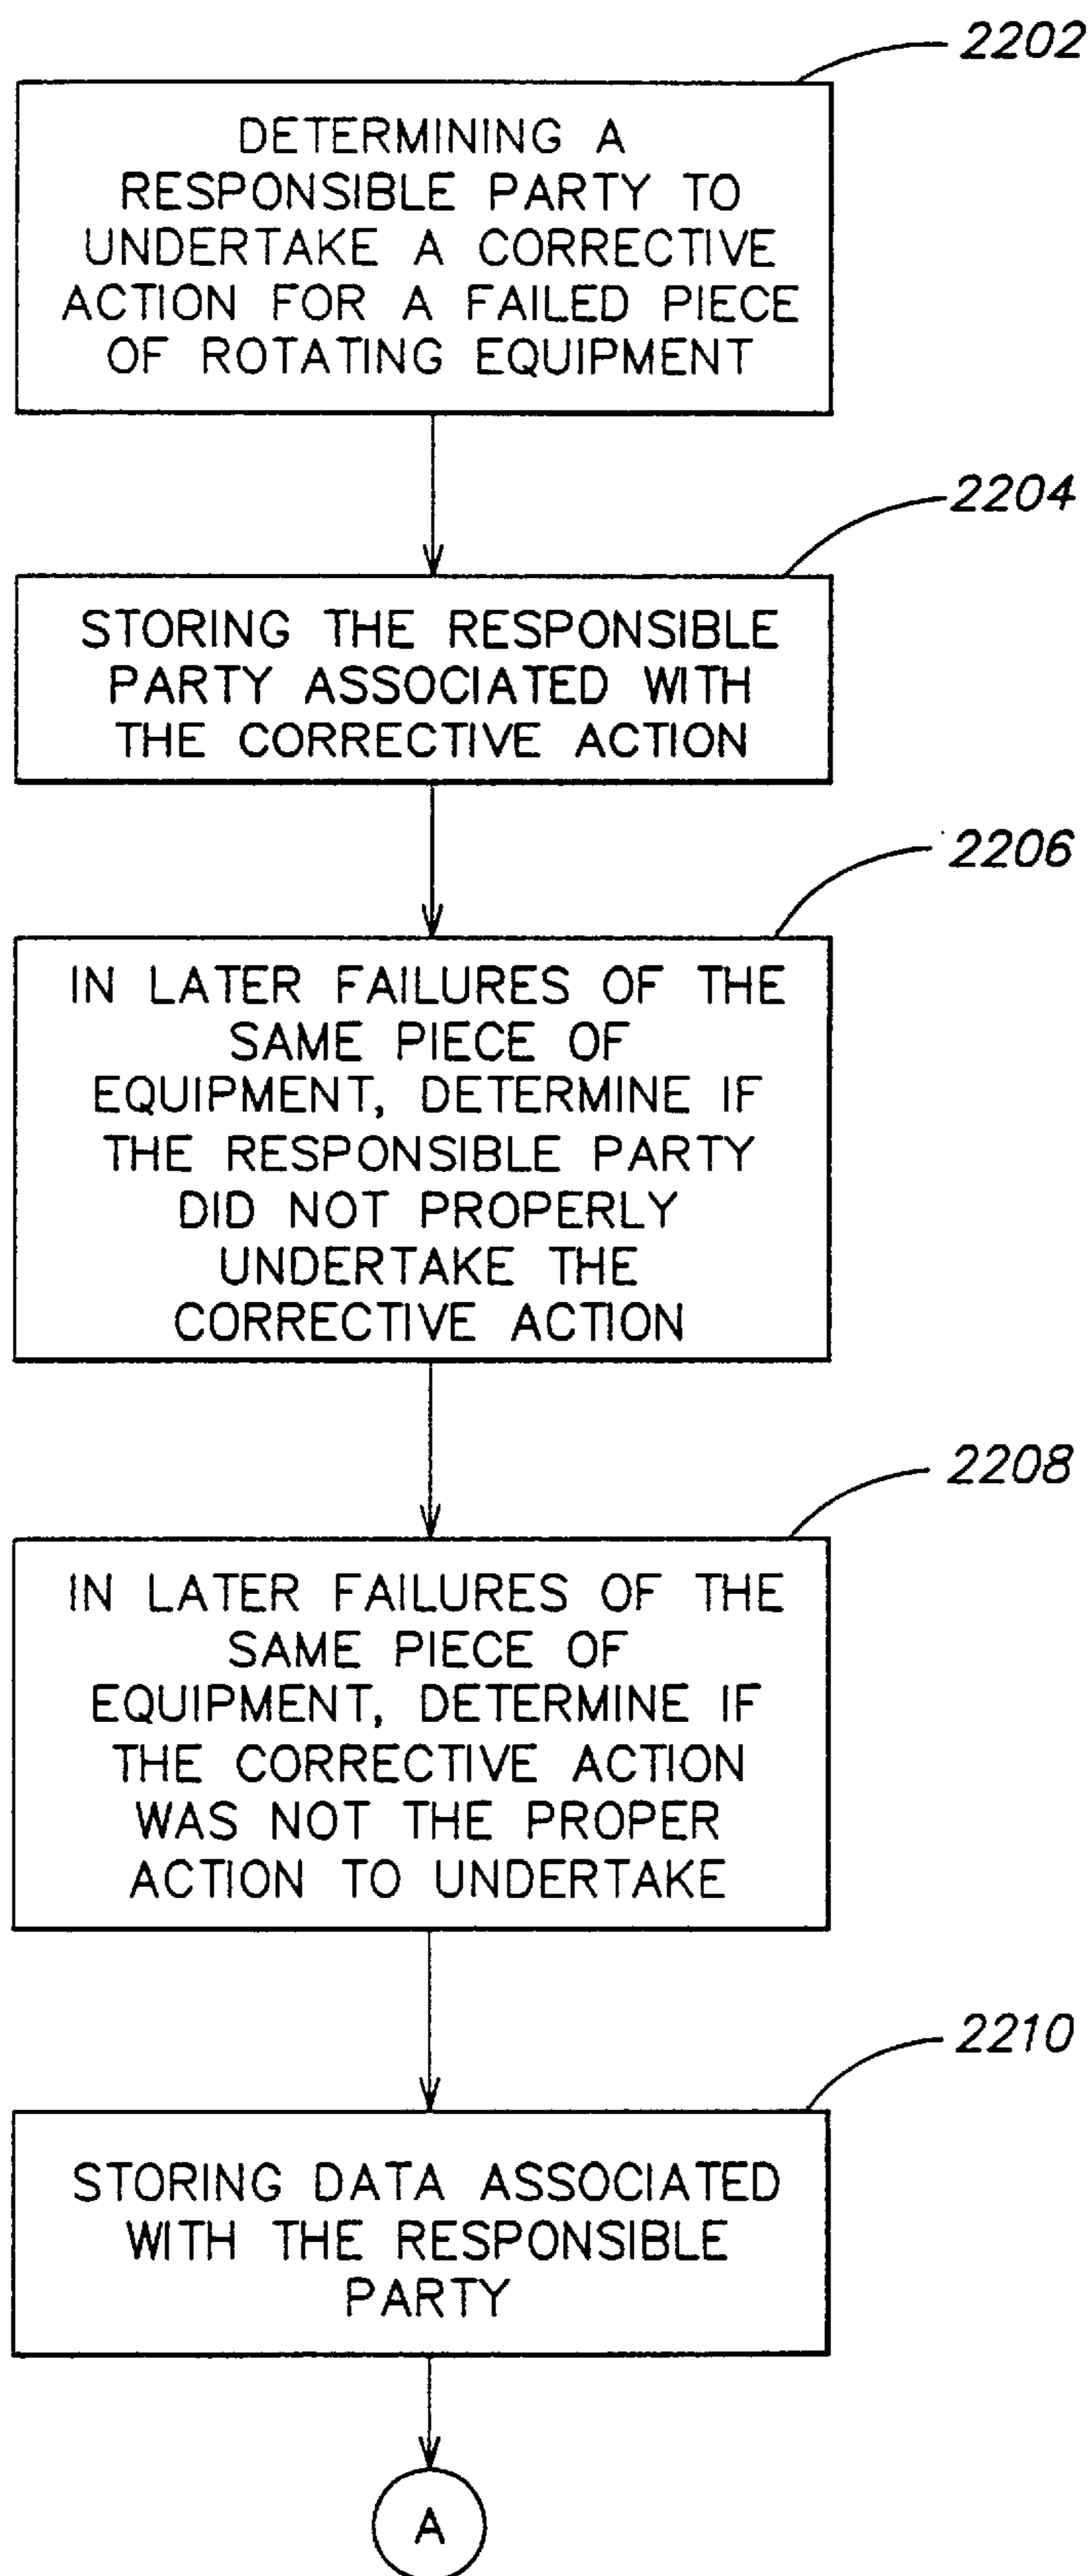 2202
DETERMINING A
RESPONSIBLE PARTY TO
UNDERTAKE A CORRECTIVE
ACTION FOR A FAILED PIECE
OF ROTATING EQUIPMENT
2204
STORING THE RESPONSIBLE
PARTY ASSOCIATED WITH
THE CORRECTIVE ACTION
2206
IN LATER FAILURES OF THE
SAME PIECE OF
EQUIPMENT, DETERMINE IF
THE RESPONSIBLE PARTY
DID NOT PROPERLY
UNDERTAKE THE
CORRECTIVE ACTION
2208
IN LATER FAILURES OF THE
SAME PIECE OF
EQUIPMENT, DETERMINE IF
THE CORRECTIVE ACTION
WAS NOT THE PROPER
ACTION TO UNDERTAKE
2210
STORING DATA ASSOCIATED
WITH THE RESPONSIBLE
PARTY
A